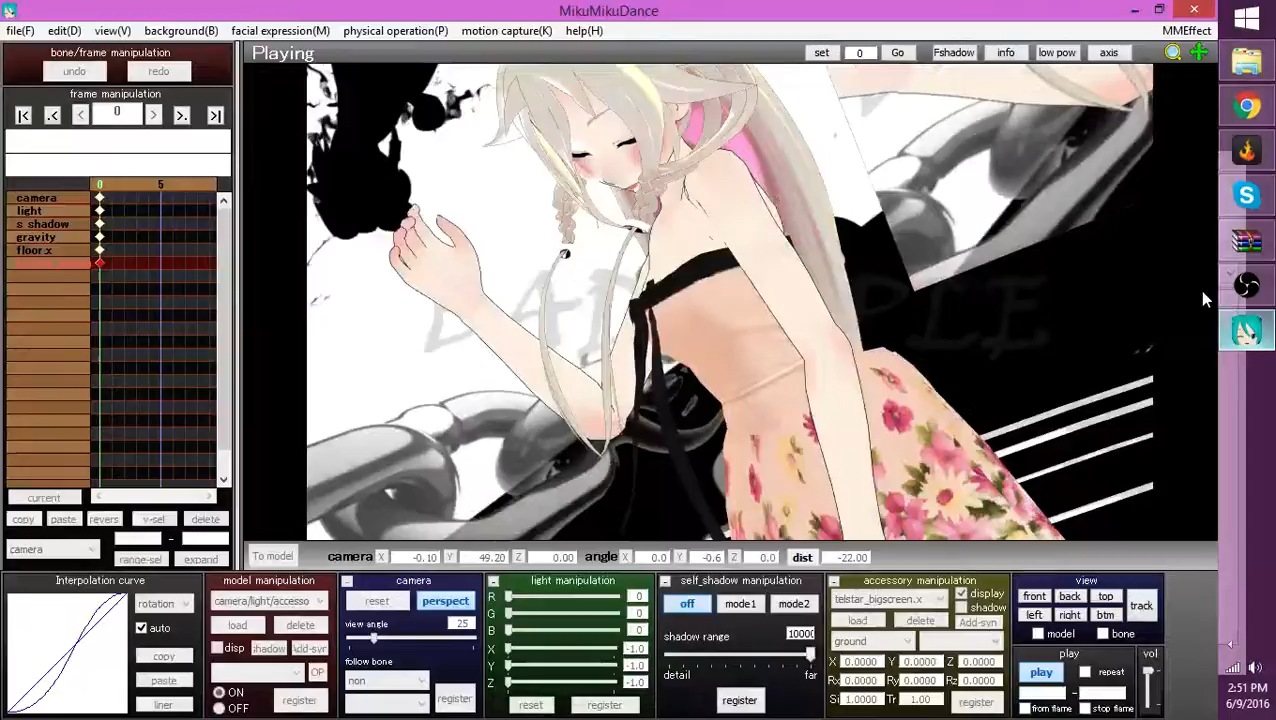 MikuMikuDance
file(F) edit(D) view(V) background(B) facial expression(M) physical operation(P) motion capture(K) help(H) MMEffect
bone/frame manipulation
undo redo
frame manipulation
|< .< < 0 > >. >|
0 5
camera
light
s shadow
gravity
floor.x
current
copy paste revers v-sel delete
camera -
range-sel expand
Playing set 0 Go Fshadow info low pow axis
To model camera X -0.10 Y 49.20 Z 0.00 angle X 0.0 Y -0.6 Z 0.0 dist -22.00
Interpolation curve
rotation
auto
copy
paste
liner
model manipulation
camera/light/accesso
load delete
disp shadow Add-svn
OP
ON
OFF
register
camera
reset perspect
view angle 25
follow bone
non
register
light manipulation
R 0
G 0
B 0
X -1.0
Y -1.0
Z -1.0
reset register
self_shadow manipulation
off mode1 mode2
shadow range 1000
detail far
register
accessory manipulation
telstar_bigscreen.x display
shadow
load delete Add-svn
ground
X 0.0000 Y 0.0000 Z 0.0000
Rx 0.0000 Ry 0.0000 Rz 0.0000
Si 1.0000 Tr 1.00 register
view
front back top
left right btm track
model bone
play vol
play repeat
-
from flame stop flame
2:51 PM
6/9/2016